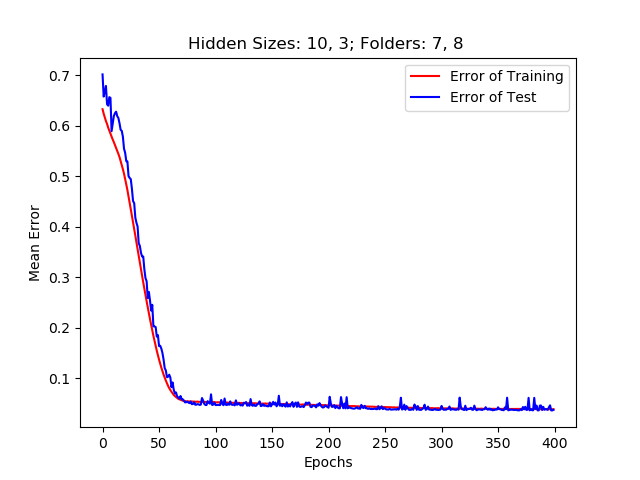 Hidden Sizes: 10, 3; Folders: 7, 8
Error of Training
Error of Test
Mean Error
0.7
0.6
0.5
0.4
0.3
0.2
0.1
0 50 100 150 200 250 300 350 400
Epochs